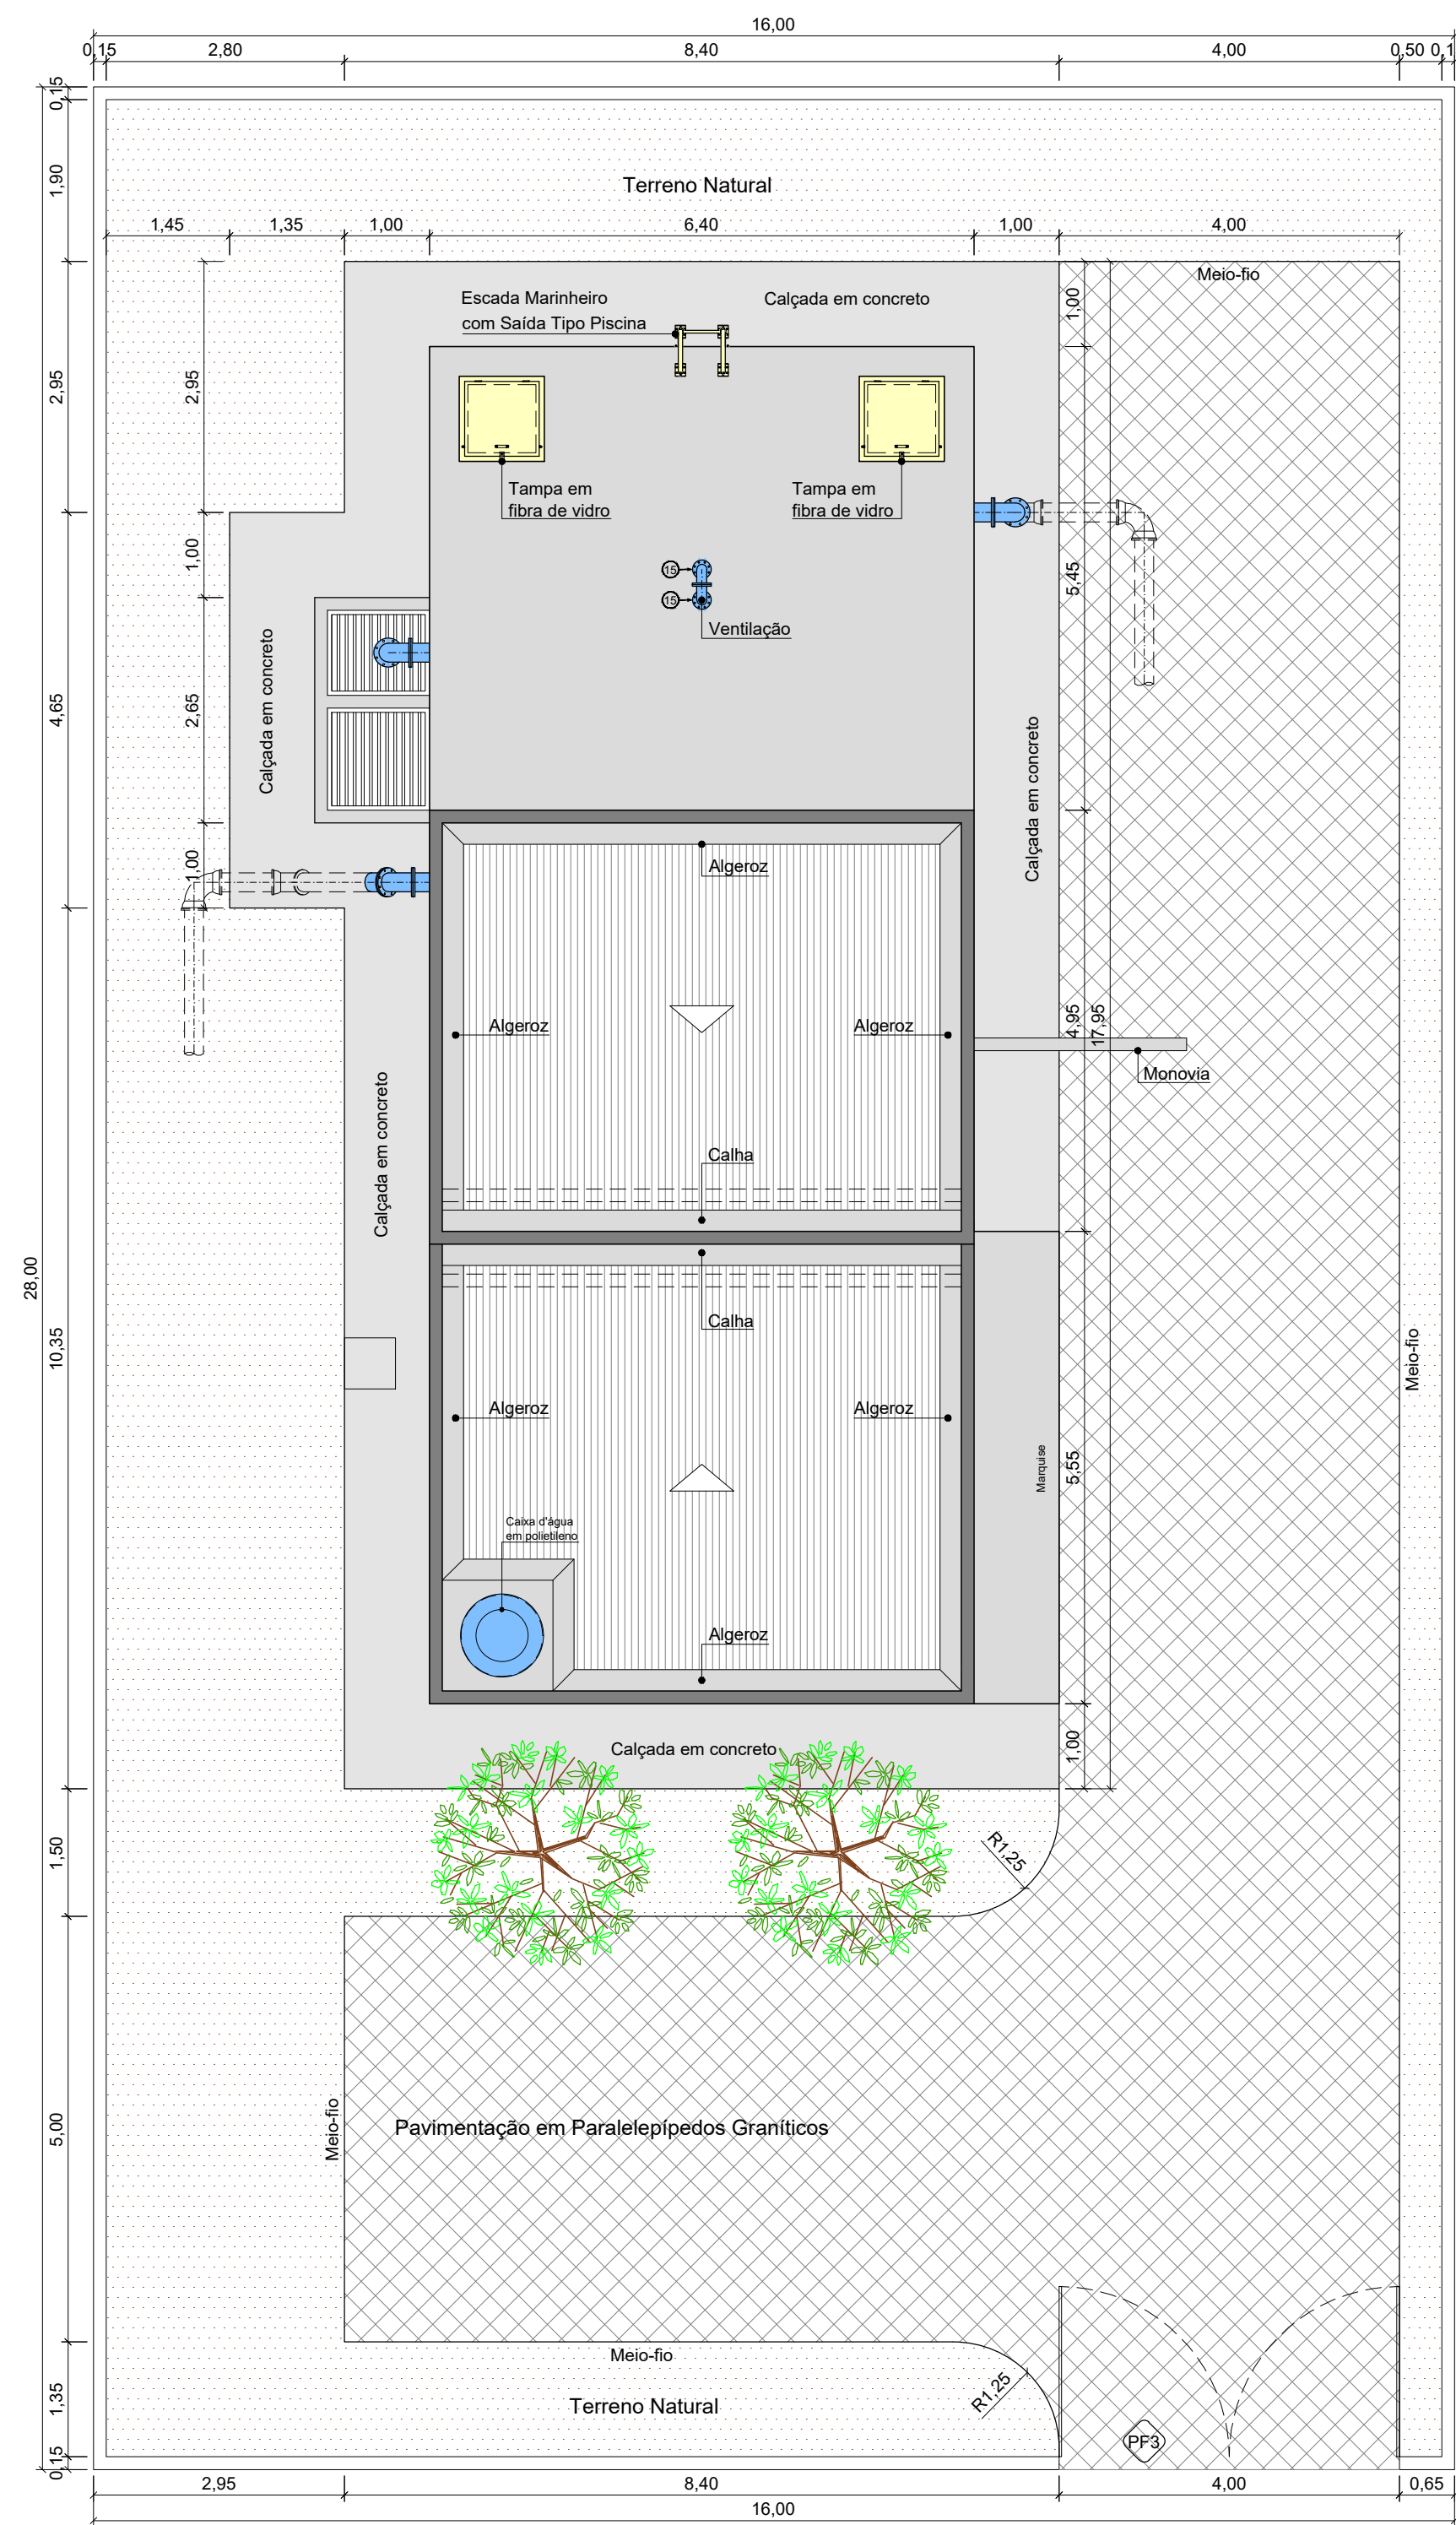 16,00
0,15
2,80
8,40
4,00
0,50
0,1
0,15
1,90
Terreno Natural
1,45
1,35
1,00
6,40
1,00
4,00
Meio-fio
Escada Marinheiro
com Saída Tipo Piscina
Calçada em concreto
1,00
2,95
2,95
Tampa em
fibra de vidro
Tampa em
fibra de vidro
1,00
15
15
Ventilação
5,45
Calçada em concreto
2,65
4,65
Calçada em concreto
1,00
Algeroz
Algeroz
Algeroz
4,95
17,95
Monovia
Calçada em concreto
Calha
28,00
10,35
Calha
Meio-fio
Algeroz
Algeroz
Marquise
5,55
Caixa d'água
em polietileno
Algeroz
Calçada em concreto
1,00
1,50
R1,25
5,00
Meio-fio
Pavimentação em Paralelepípedos Graníticos
Meio-fio
1,35
Terreno Natural
R1,25
PF3
0,15
2,95
8,40
4,00
0,65
16,00